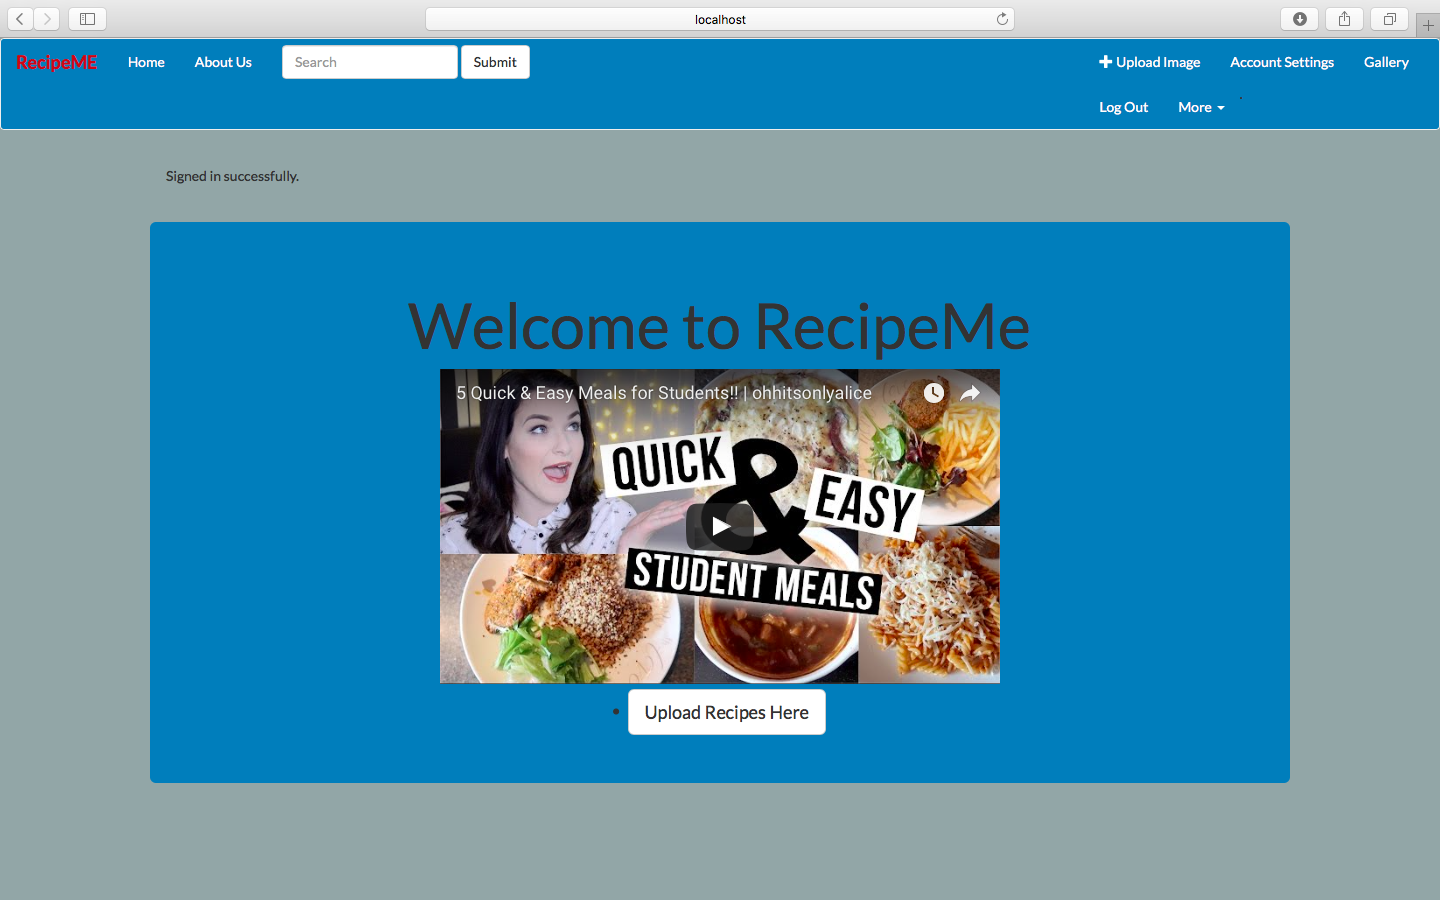 localhost
RecipeME Home About Us Search Submit Upload Image Account Settings Gallery
Log Out More
Signed in successfully.
Welcome to RecipeMe
5 Quick & Easy Meals for Students!! | ohhitsonlyalice
QUICK & EASY
STUDENT MEALS
Upload Recipes Here